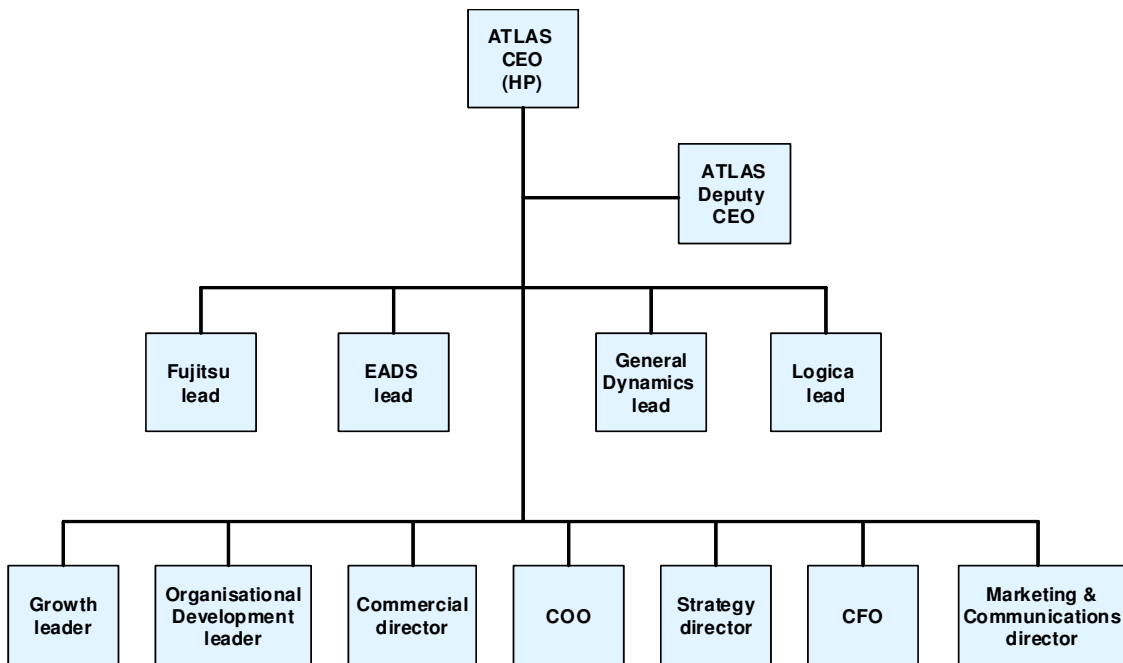 ATLAS
CEO
(HP)
ATLAS
Deputy
CEO
Fujitsu
lead
EADS
lead
General
Dynamics
lead
Logica
lead
Growth
leader
Organisational
Development
leader
Commercial
director
COO
Strategy
director
CFO
Marketing &
Communications
director